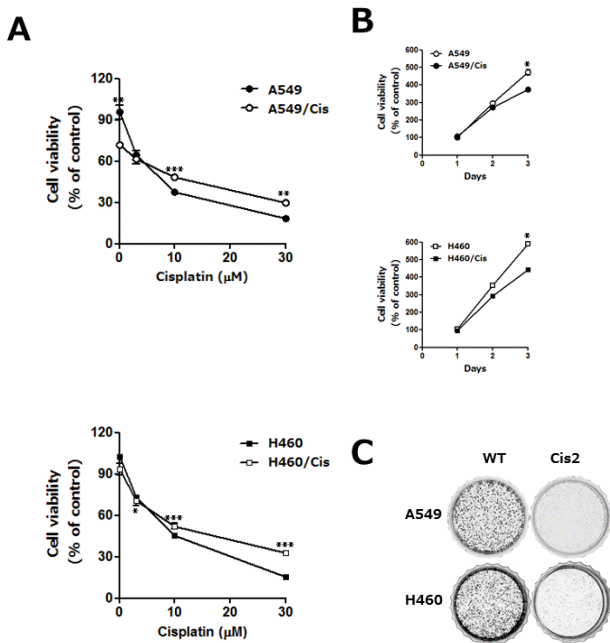 A
120
90
60
30
0
Cell viability
(% of control)
**
***
**
A549
A549/Cis
0
10
20
30
Cisplatin (μM)
120
90
60
30
0
Cell viability
(% of control)
*
***
***
H460
H460/Cis
0
10
20
30
Cisplatin (μM)
B
600
500
400
300
200
100
0
Cell viability
(% of control)
A549
A549/Cis
*
0
1
2
3
Days
600
500
400
300
200
100
0
Cell viability
(% of control)
H460
H460/Cis
*
0
1
2
3
Days
C
WT
Cis2
A549
H460